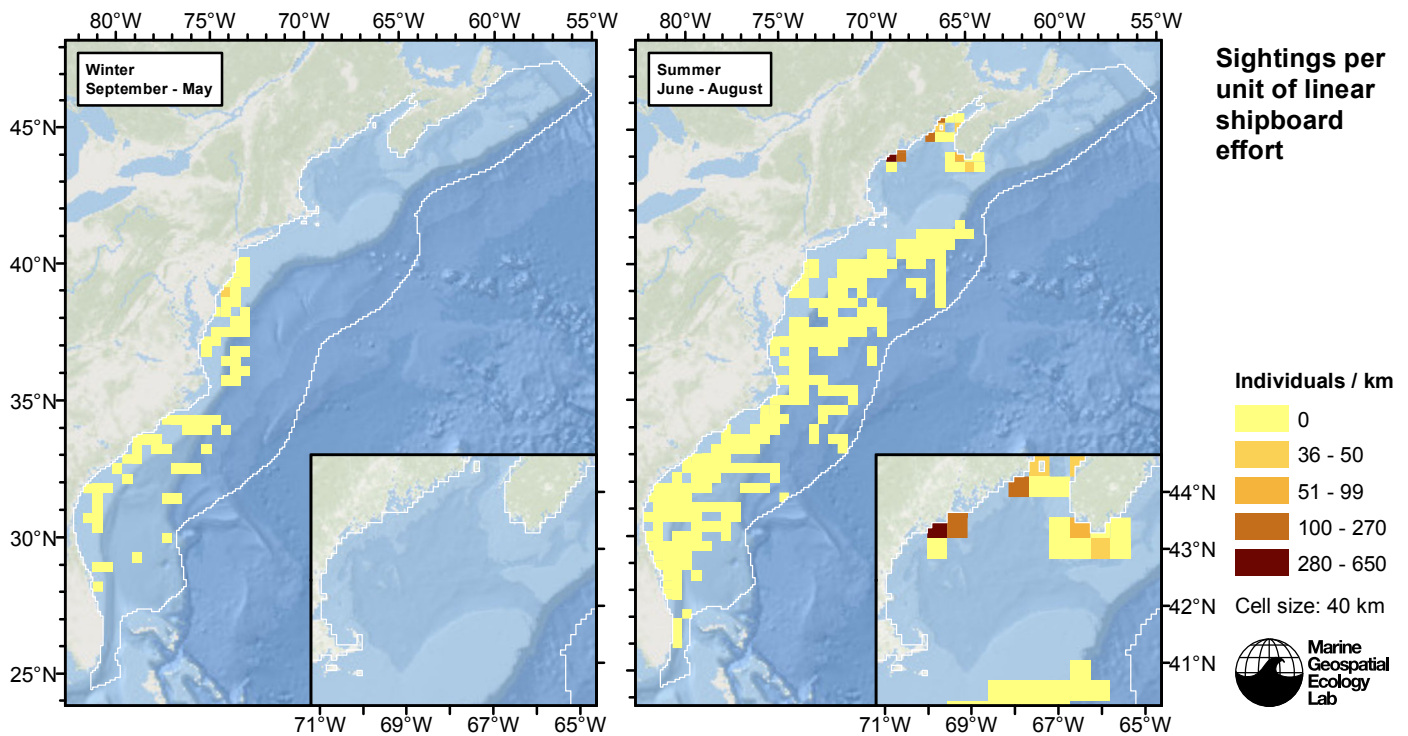 80°W 75°W 70°W 60°W 55°W
80°W 75°W 70°W 60°W 55°W
Winter
September - May
Summer
June - August
Sightings per
unit of linear
shipboard
effort
45°N
40°N
35°N
30°N
25°N
44°N
43°N
42°N
41°N
71°W 69°W 67°W 65°W
71°W 69°W 67°W 65°W
Individuals / km
0
36 - 50
51 - 99
100 - 270
280 - 650
Cell size: 40 km
Marine
Geospatial
Ecology
Lab